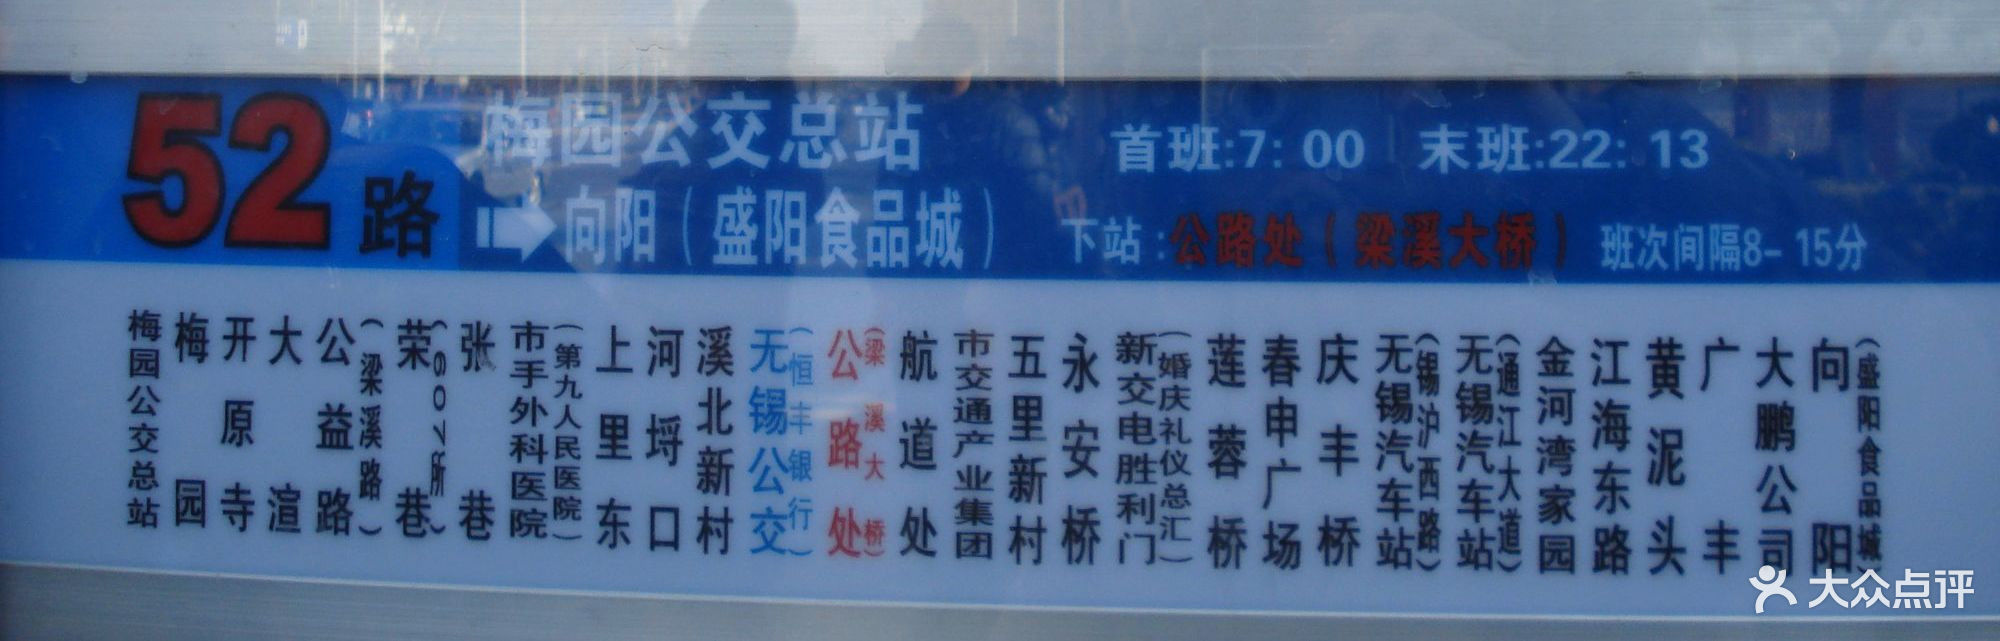 52路
梅园公交总站
向阳（盛阳食品城）
首班:7:00 末班:22:13
下站:公路处（梁溪大桥） 班次间隔8-15分
梅园公交总站
梅园
开原寺
大渲
公益路
（梁溪路）
荣巷
（607所）
张巷
市手外科医院
（第九人民医院）
上里东
河埒口
溪北新村
无锡公交
（恒丰银行）
公路处
（梁溪大桥）
航道处
市交通产业集团
五里新村
永安桥
新交电胜利门
（婚庆礼仪总汇）
莲蓉桥
春申广场
庆丰桥
无锡汽车站
（锡沪西路）
无锡汽车站
（通江大道）
金河湾家园
江海东路
黄泥头
广丰
大鹏公司
向阳
（盛阳食品城）
大众点评